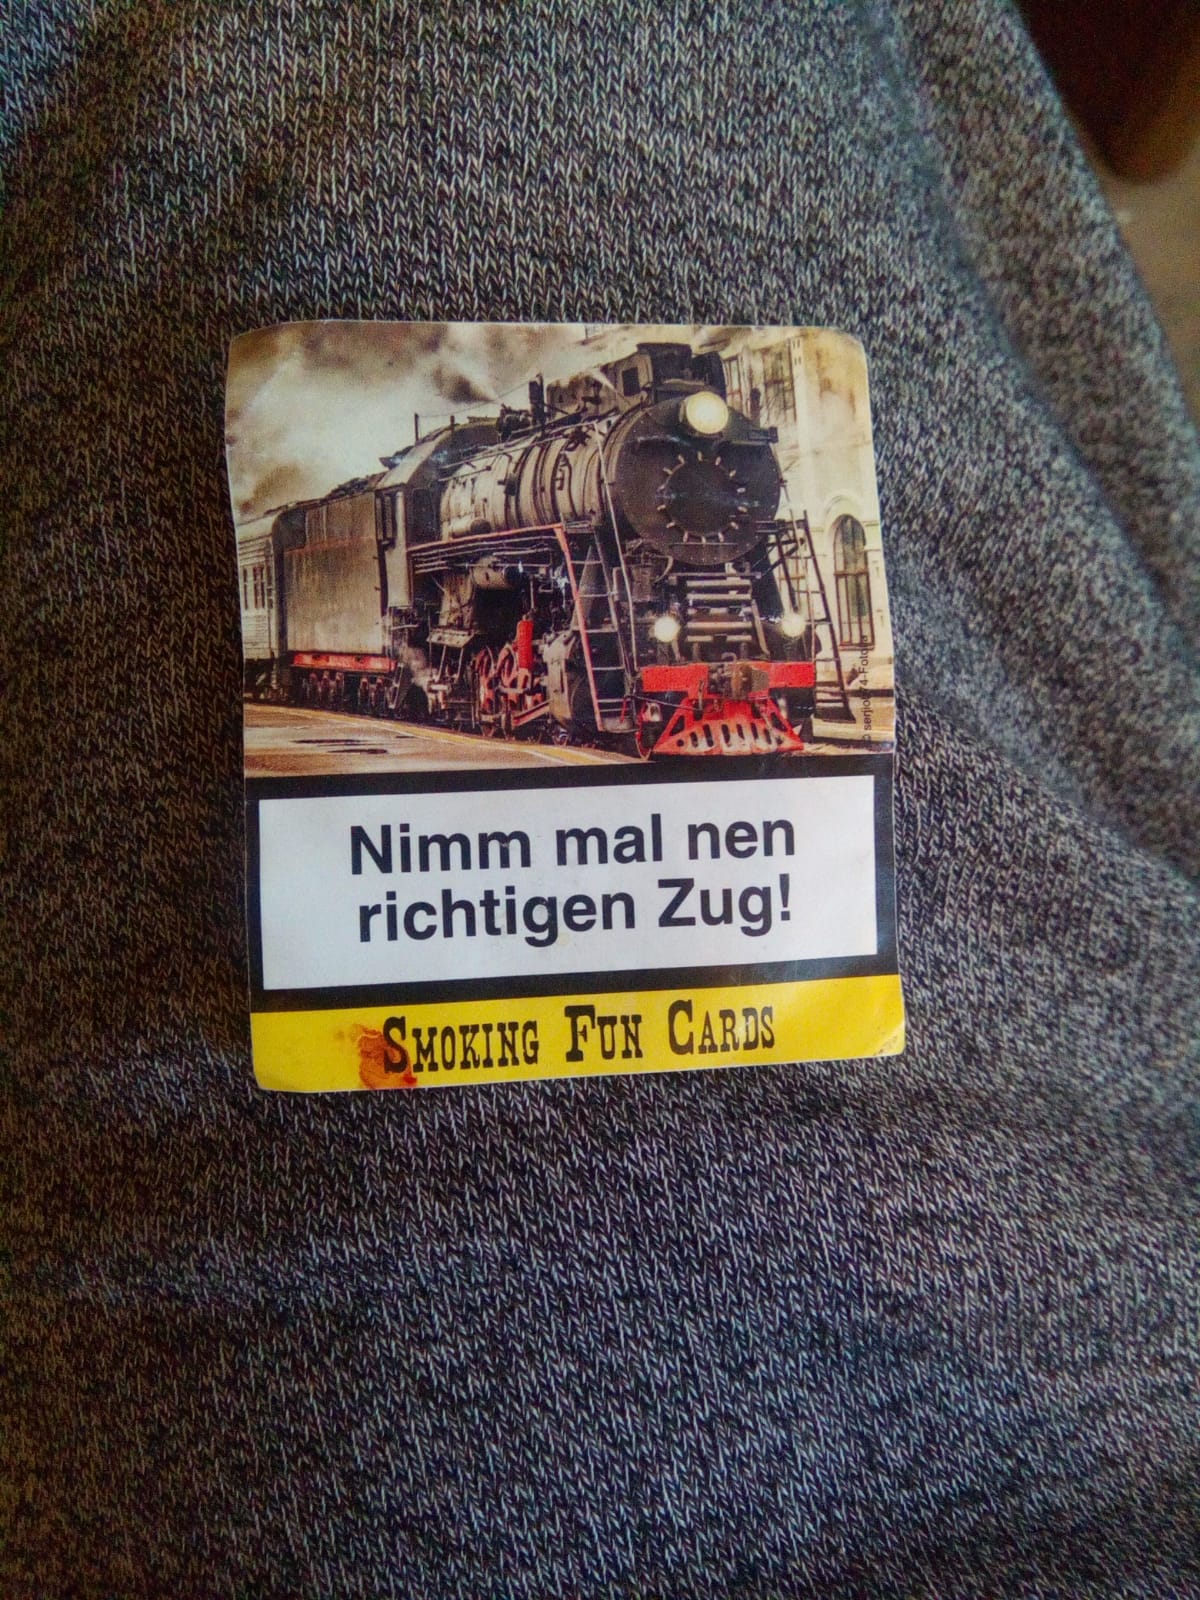 Nimm mal nen
richtigen Zug!
SMOKING FUN CARDS